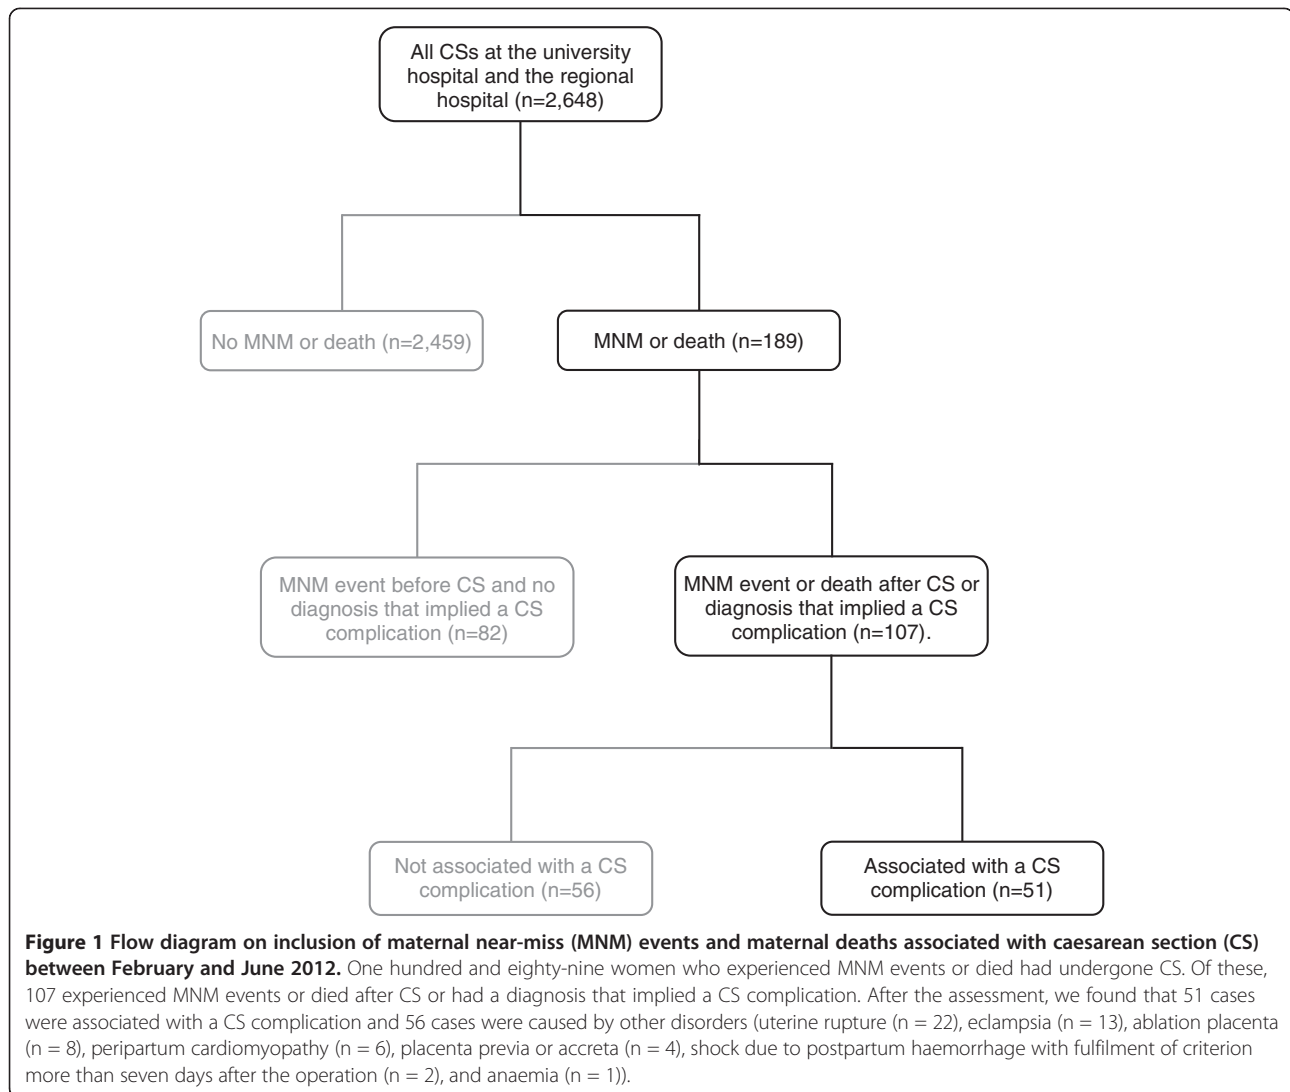 All CSs at the university
hospital and the regional
hospital (n=2,648)
No MNM or death (n=2,459)
MNM or death (n=189)
MNM event before CS and no
diagnosis that implied a CS
complication (n=82)
MNM event or death after CS or
diagnosis that implied a CS
complication (n=107).
Not associated with a CS
complication (n=56)
Associated with a CS
complication (n=51)
Figure 1 Flow diagram on inclusion of maternal near-miss (MNM) events and maternal deaths associated with caesarean section (CS)
between February and June 2012. One hundred and eighty-nine women who experienced MNM events or died had undergone CS. Of these,
107 experienced MNM events or died after CS or had a diagnosis that implied a CS complication. After the assessment, we found that 51 cases
were associated with a CS complication and 56 cases were caused by other disorders (uterine rupture (n = 22), eclampsia (n = 13), ablation placenta
(n = 8), peripartum cardiomyopathy (n = 6), placenta previa or accreta (n = 4), shock due to postpartum haemorrhage with fulfilment of criterion
more than seven days after the operation (n = 2), and anaemia (n = 1)).